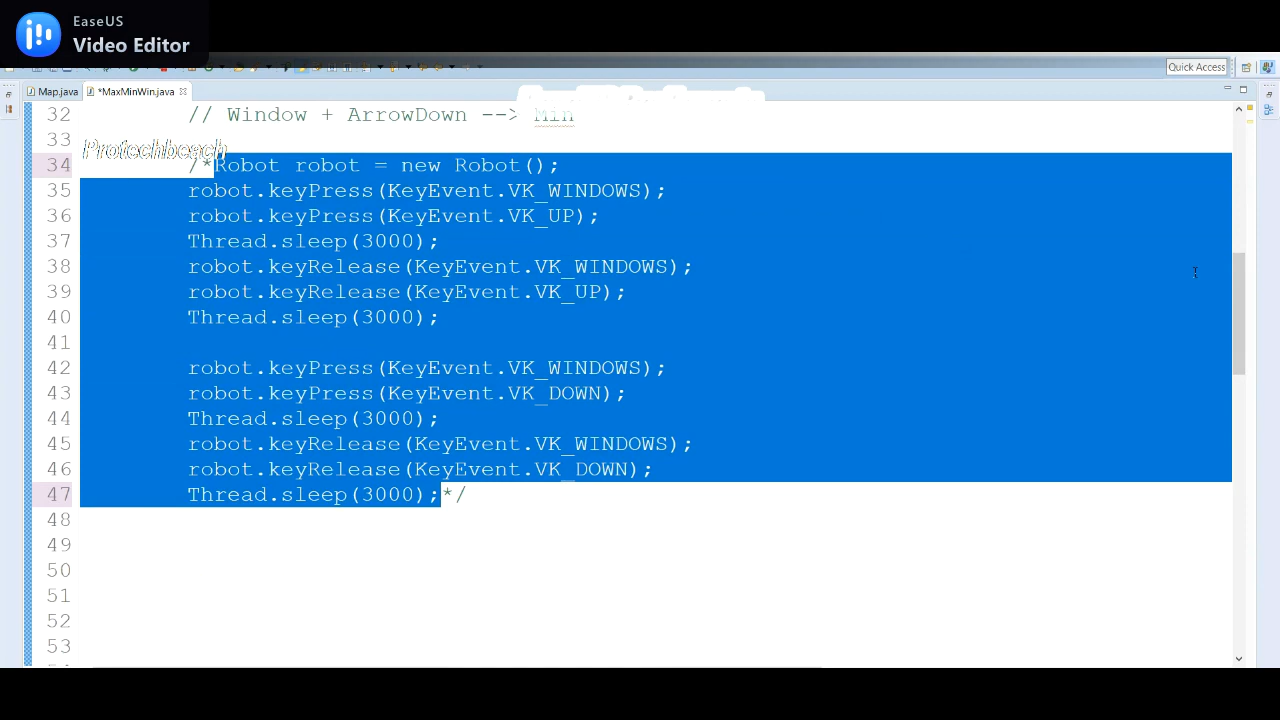 EaseUS
Video Editor
Quick Access
Map.java
*MaxMinWin.java
32 // Window + ArrowDown --> Min
33
Protechbeach
34 /*Robot robot = new Robot();
35 robot.keyPress(KeyEvent.VK_WINDOWS);
36 robot.keyPress(KeyEvent.VK_UP);
37 Thread.sleep(3000);
38 robot.keyRelease(KeyEvent.VK_WINDOWS);
39 robot.keyRelease(KeyEvent.VK_UP);
40 Thread.sleep(3000);
41
42 robot.keyPress(KeyEvent.VK_WINDOWS);
43 robot.keyPress(KeyEvent.VK_DOWN);
44 Thread.sleep(3000);
45 robot.keyRelease(KeyEvent.VK_WINDOWS);
46 robot.keyRelease(KeyEvent.VK_DOWN);
47 Thread.sleep(3000);*/
48
49
50
51
52
53